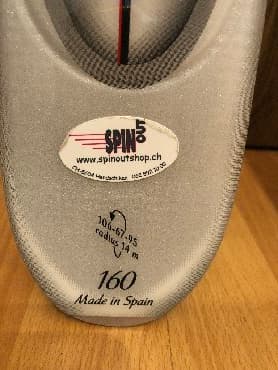 SPIN OUT
www.spinoutshop.ch
106-67-95
radius 14 m
160
Made in Spain